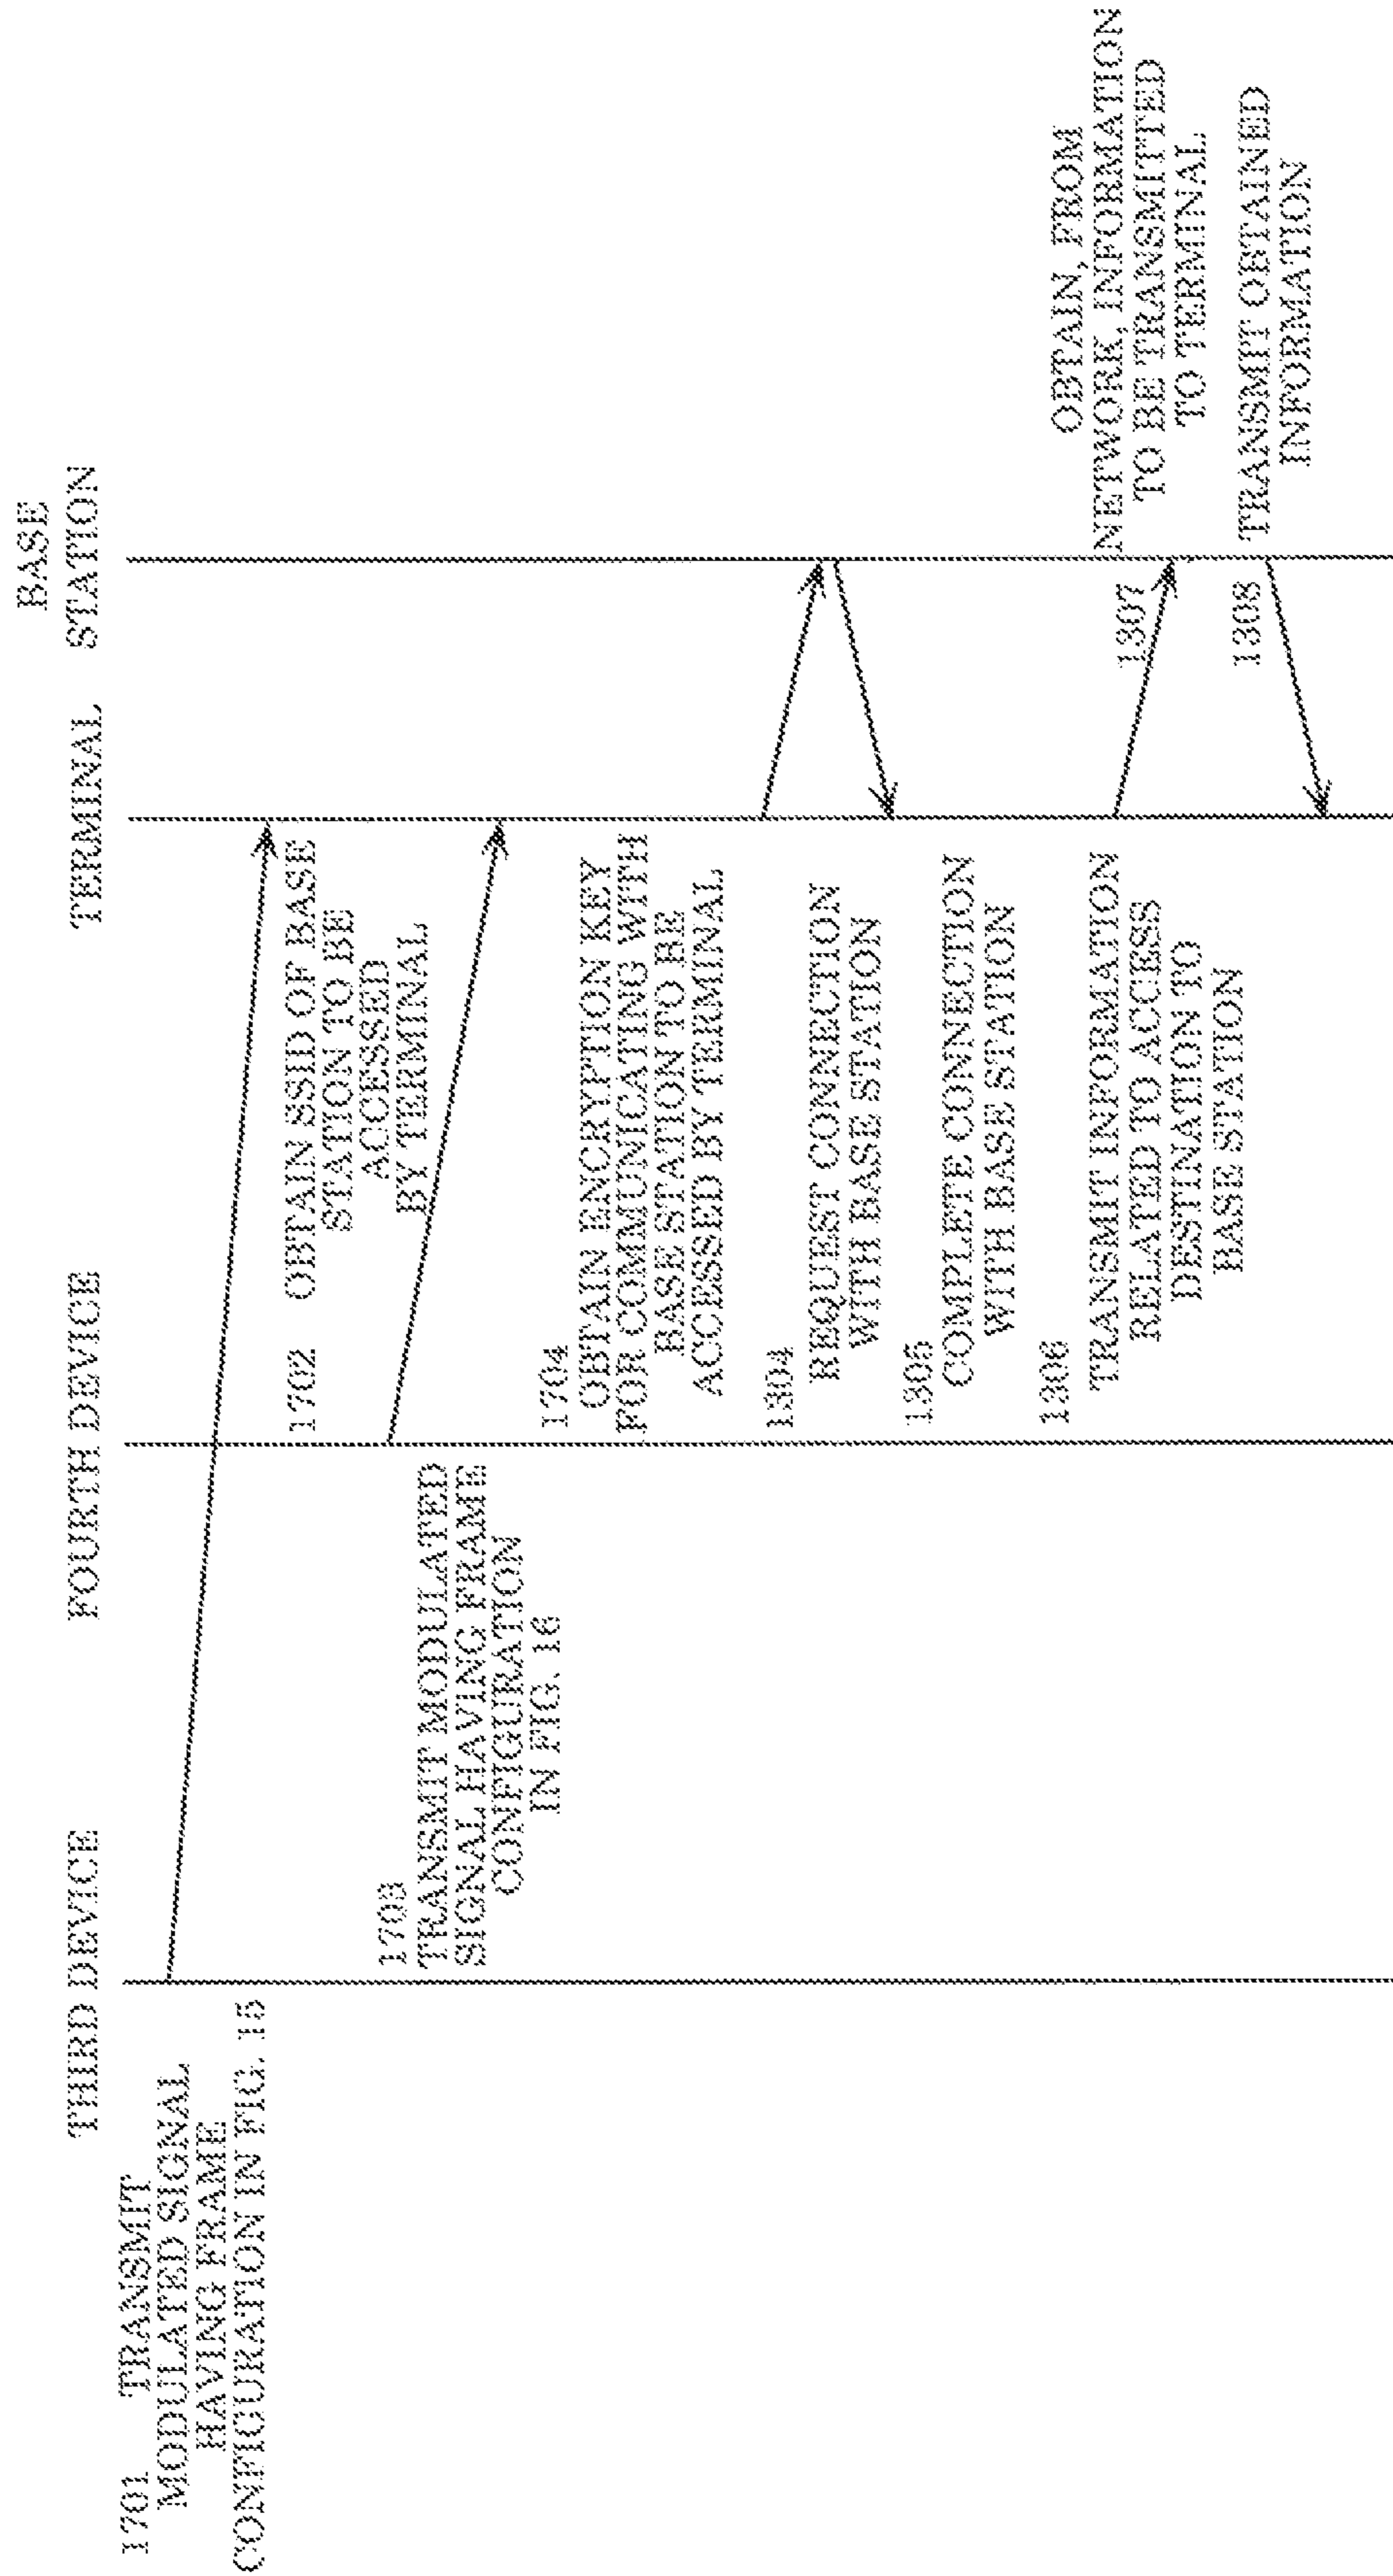 THIRD DEVICE
FOURTH DEVICE
TERMINAL
BASE
STATION
1701 TRANSMIT
MODULATED SIGNAL
HAVING FRAME
CONFIGURATION IN FIG. 15
1702 OBTAIN SSID OF BASE
STATION TO BE
ACCESSED
BY TERMINAL
1703
TRANSMIT MODULATED
SIGNAL HAVING FRAME
CONFIGURATION
IN FIG. 16
1704
OBTAIN ENCRYPTION KEY
FOR COMMUNICATING WITH
BASE STATION TO BE
ACCESSED BY TERMINAL
1304
REQUEST CONNECTION
WITH BASE STATION
1305
COMPLETE CONNECTION
WITH BASE STATION
1306
TRANSMIT INFORMATION
RELATED TO ACCESS
DESTINATION TO
BASE STATION
1307
OBTAIN, FROM
NETWORK, INFORMATION
TO BE TRANSMITTED
TO TERMINAL
1308
TRANSMIT OBTAINED
INFORMATION